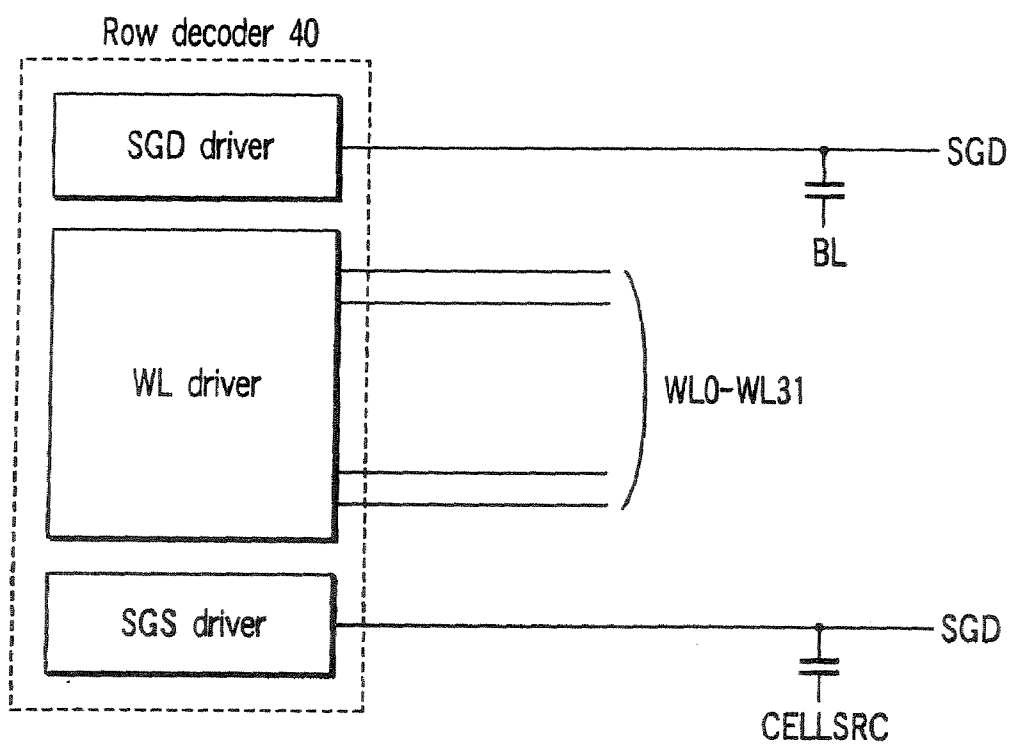 Row decoder 40
SGD driver
SGD
BL
WL driver
WL0-WL31
SGS driver
SGD
CELLSRC